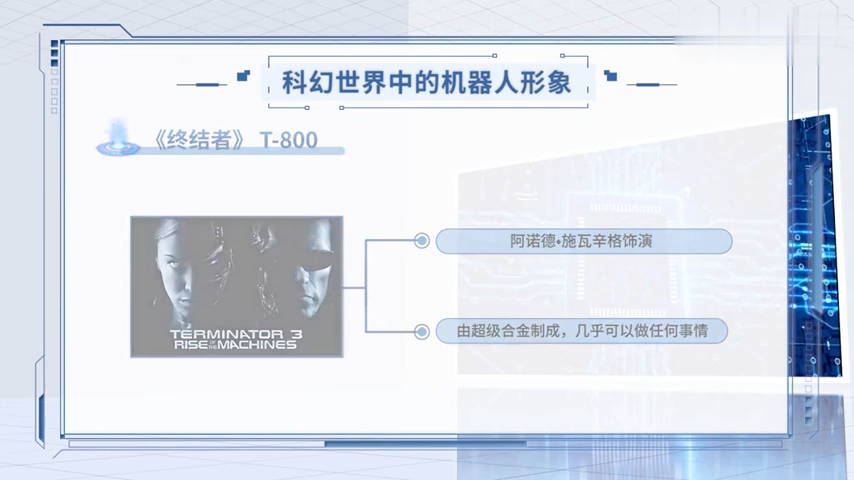 科幻世界中的机器人形象
《终结者》 T-800
阿诺德•施瓦辛格饰演
TERMINATOR 3
RISE OF THE MACHINES
由超级合金制成，几乎可以做任何事情